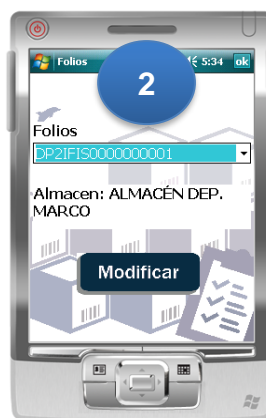 Folios
5:34 ok
2
Folios
DP2IFIS0000000001
Almacen: ALMACÉN DEP.
MARCO
Modificar